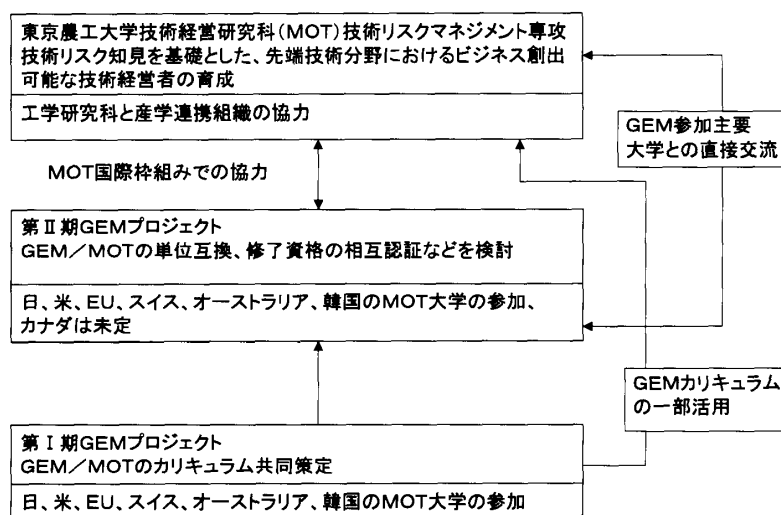 東京農工大学技術経営研究科(MOT)技術リスクマネジメント専攻
技術リスク知見を基礎とした、先端技術分野におけるビジネス創出
可能な技術経営者の育成
工学研究科と産学連携組織の協力
GEM参加主要
大学との直接交流
MOT国際枠組みでの協力
第Ⅱ期GEMプロジェクト
GEM/MOTの単位互換、修了資格の相互認証などを検討
日、米、EU、スイス、オーストラリア、韓国のMOT大学の参加、
カナダは未定
GEMカリキュラム
の一部活用
第Ⅰ期GEMプロジェクト
GEM/MOTのカリキュラム共同策定
日、米、EU、スイス、オーストラリア、韓国のMOT大学の参加